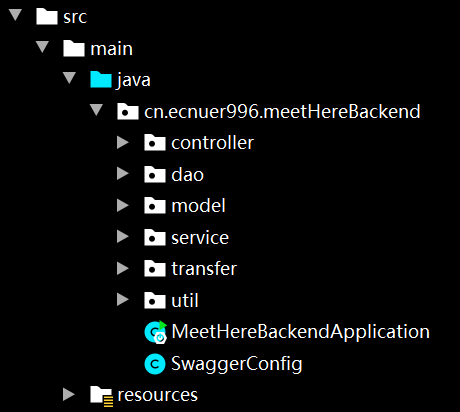 src
main
java
cn.ecnuer996.meetHereBackend
controller
dao
model
service
transfer
util
MeetHereBackendApplication
SwaggerConfig
resources